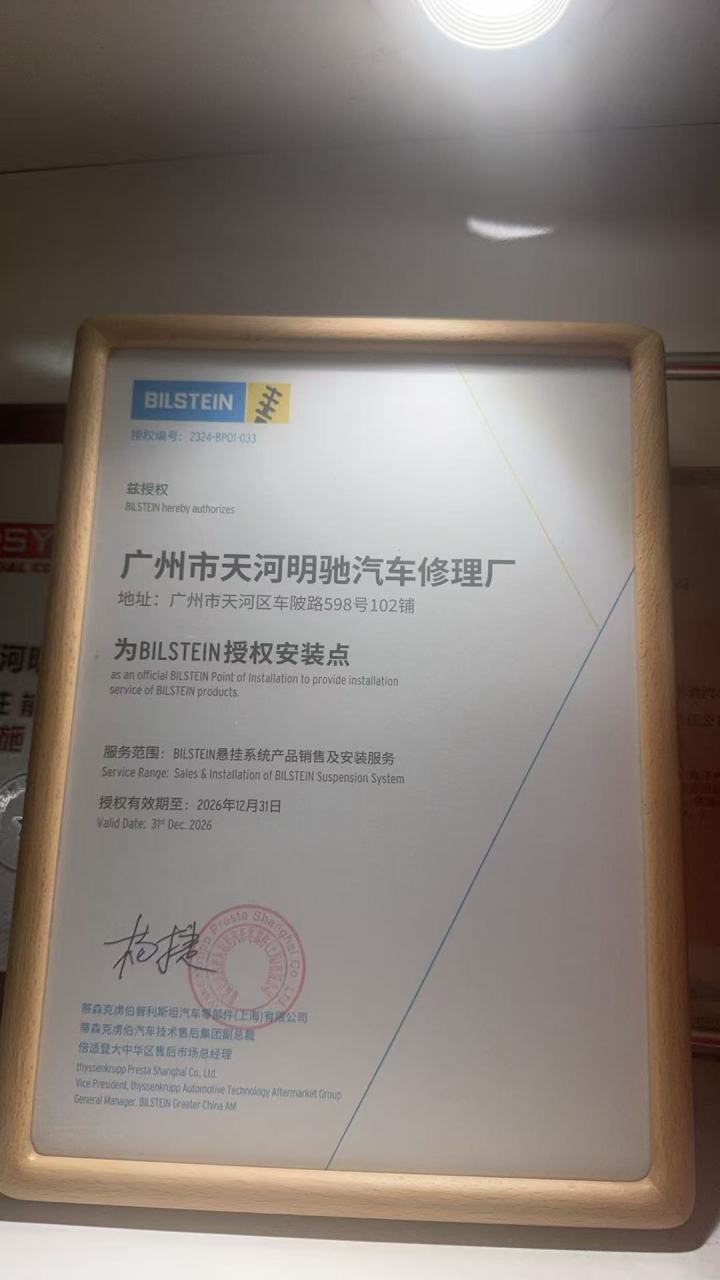 BILSTEIN
授权编号：2324-BP01-033
兹授权
BILSTEIN hereby authorizes
广州市天河明驰汽车修理厂
地址：广州市天河区车陂路598号102铺
为BILSTEIN授权安装点
as an official BILSTEIN Point of Installation to provide installation
service of BILSTEIN products.
服务范围：BILSTEIN悬挂系统产品销售及安装服务
Service Range: Sales & Installation of BILSTEIN Suspension System
授权有效期至：2026年12月31日
Valid Date: 31st Dec. 2026
杨捷
Presta Shanghai Co., Ltd.
蒂森克虏伯普利斯坦汽车零部件(上海)有限公司
蒂森克虏伯汽车技术售后集团副总裁
倍适登大中华区售后市场总经理
thyssenkrupp Presta Shanghai Co., Ltd.
Vice President, thyssenkrupp Automotive Technology Aftermarket Group
General Manager, BILSTEIN Greater China AM